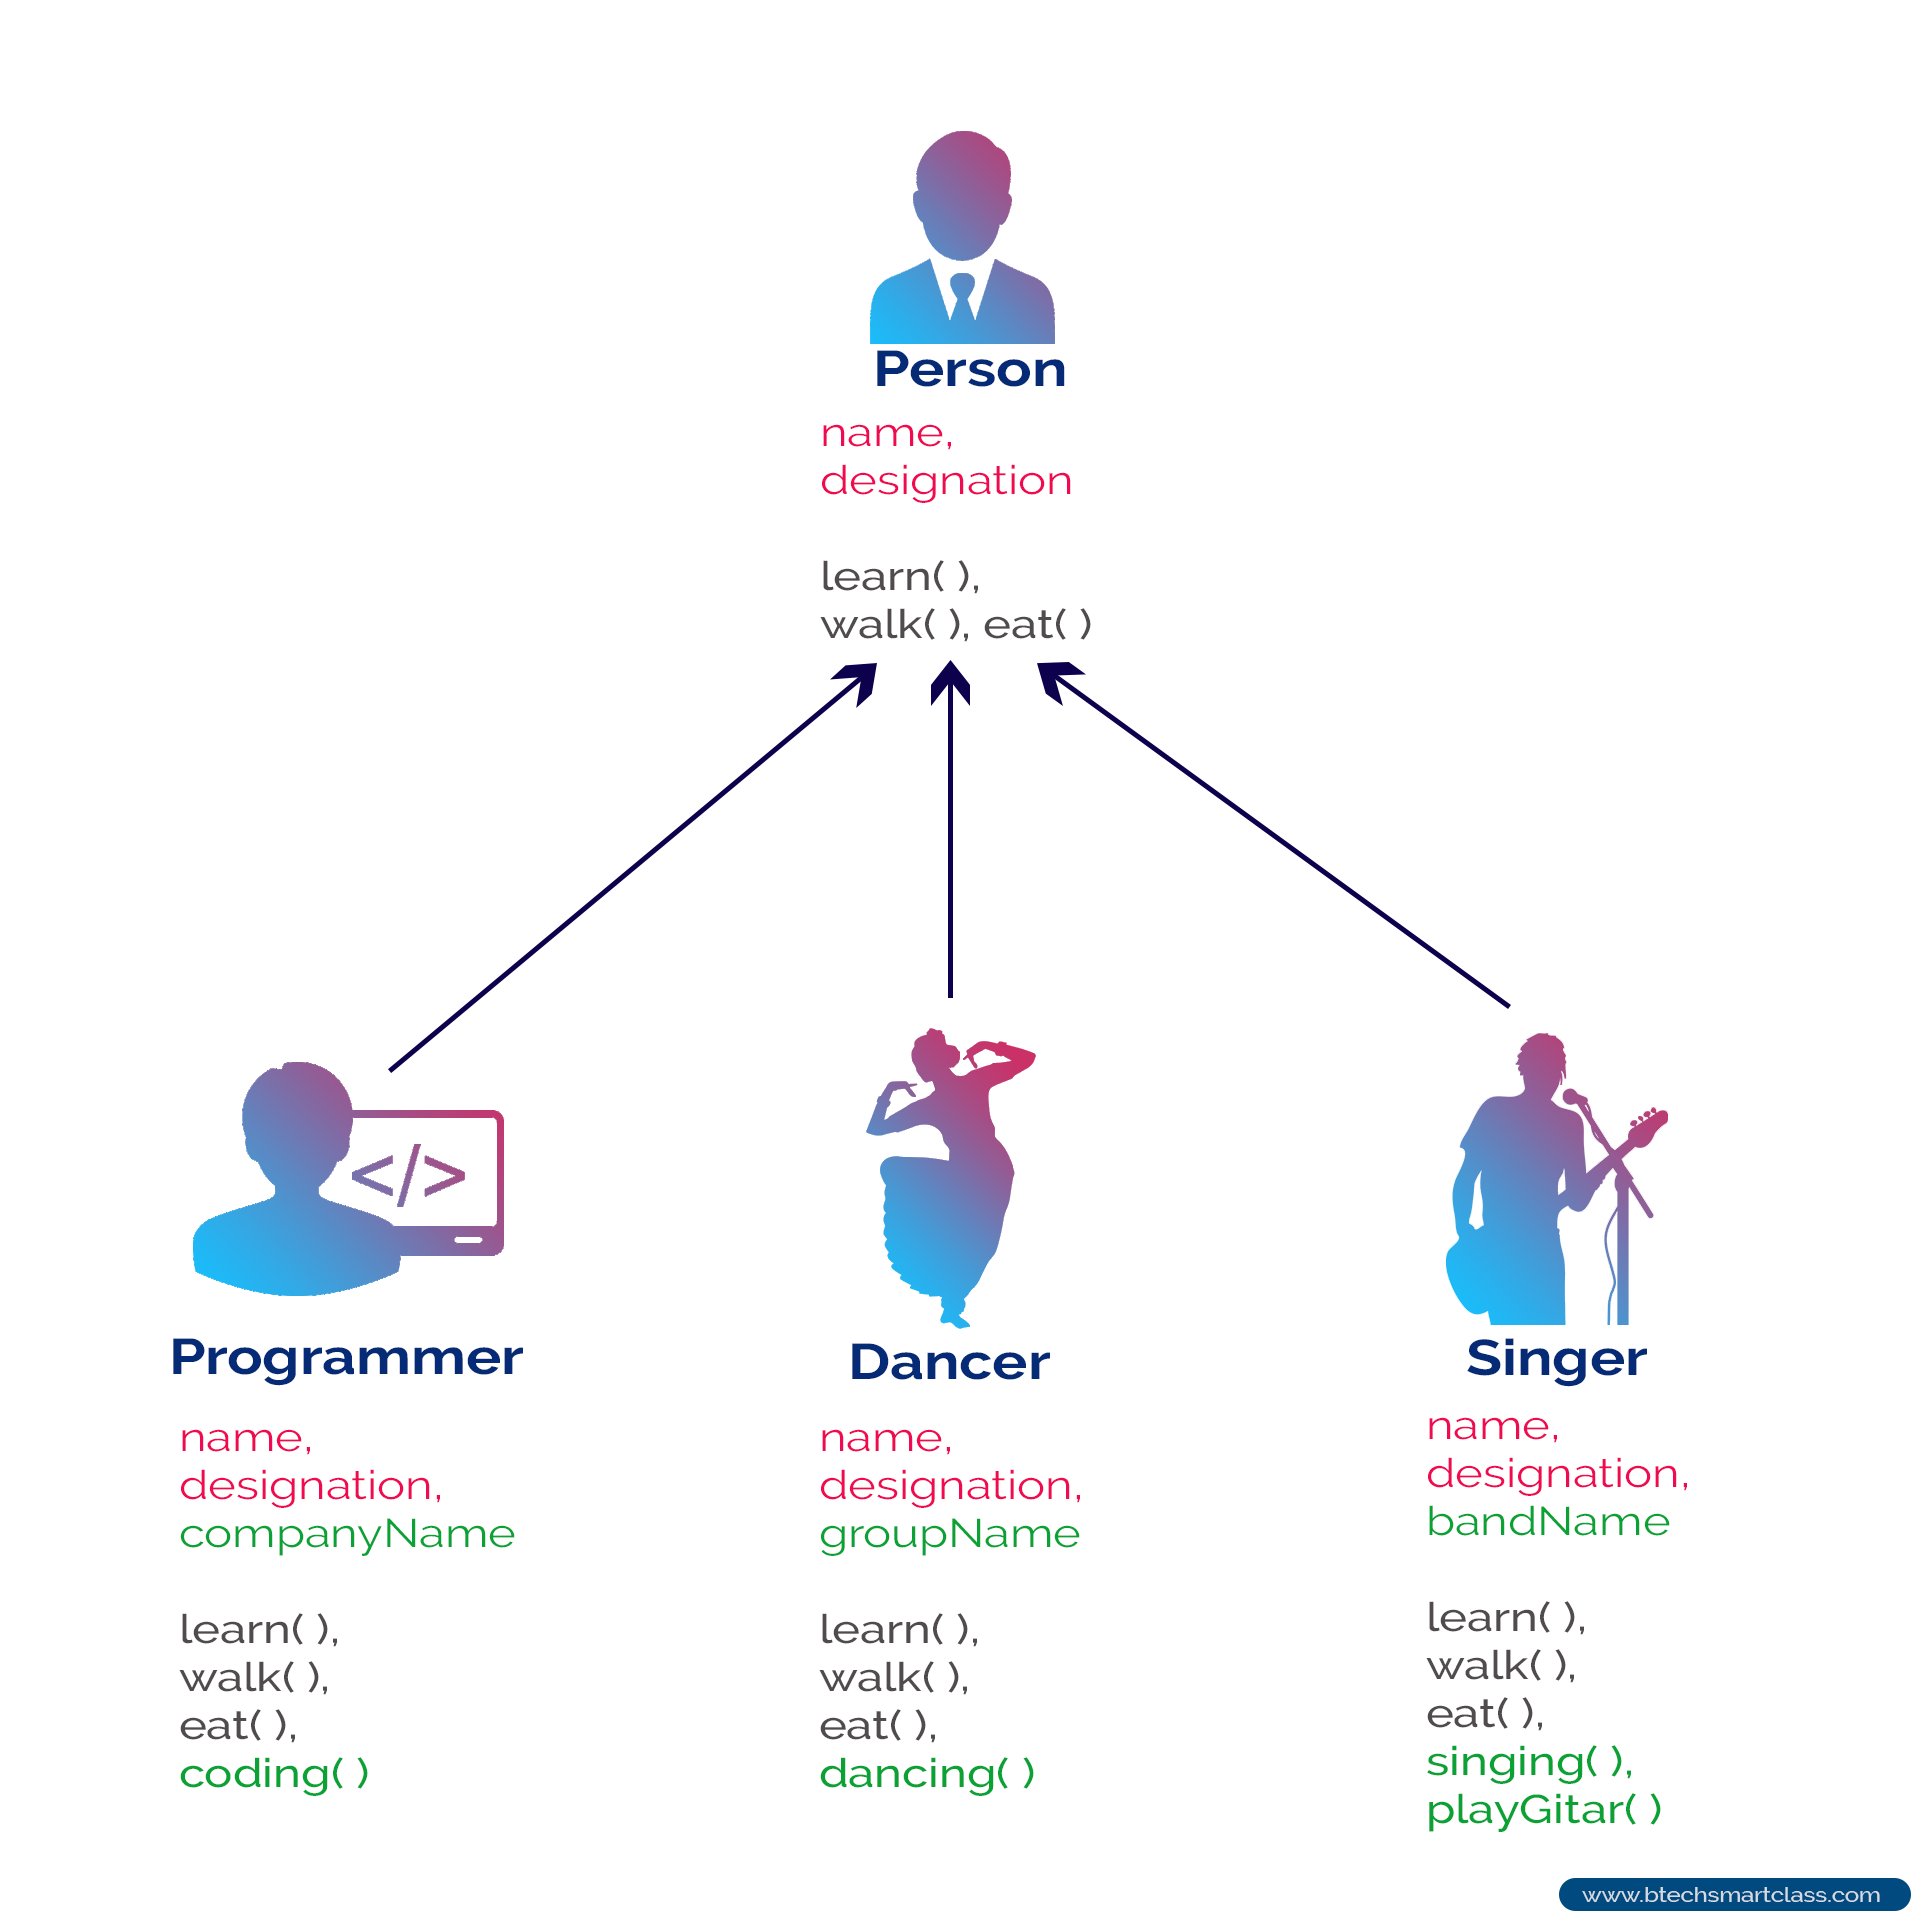 Person
name,
designation
learn( ),
walk( ), eat( )
</>
Programmer
name,
designation,
companyName
learn( ),
walk( ),
eat( ),
coding( )
Dancer
name,
designation,
groupName
learn( ),
walk( ),
eat( ),
dancing( )
Singer
name,
designation,
bandName
learn( ),
walk( ),
eat( ),
singing( ),
playGitar( )
www.btechsmartclass.com